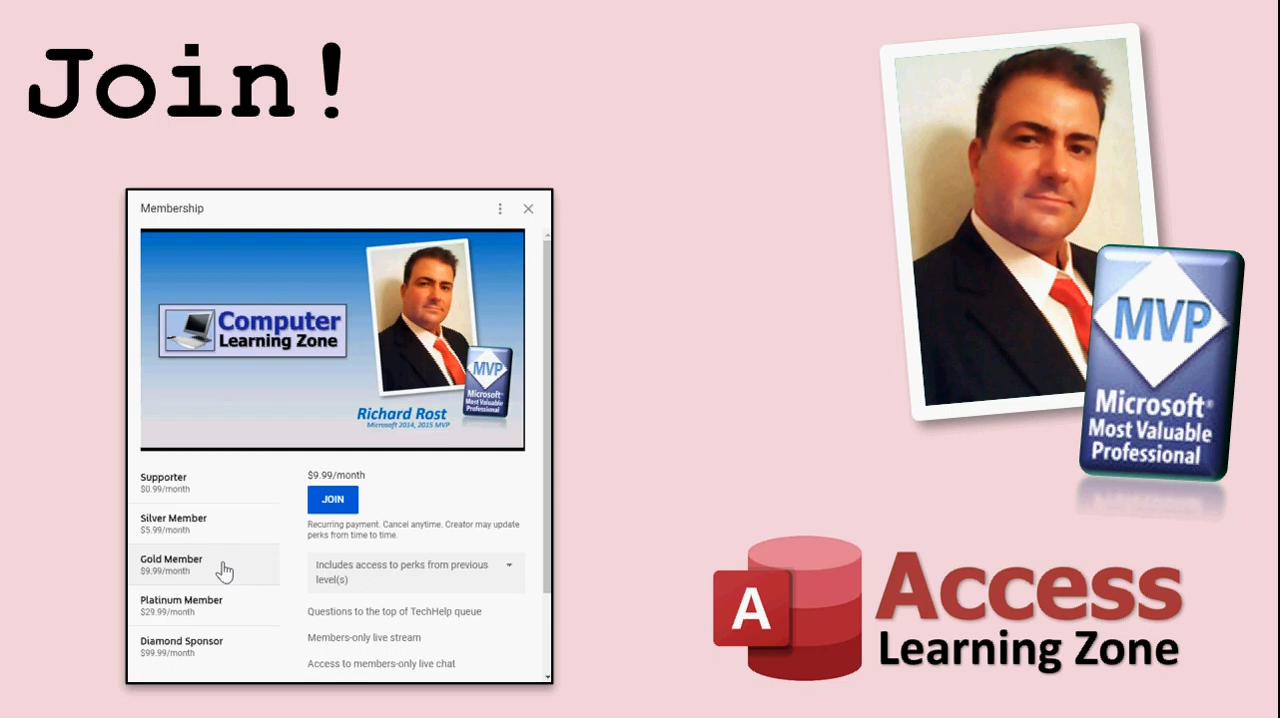 Join!
Membership
Computer
Learning Zone
MVP
Microsoft
Most Valuable
Professional
Richard Rost
Microsoft 2014, 2015 MVP
Supporter
$0.99/month
Silver Member
$5.99/month
Gold Member
$9.99/month
Platinum Member
$29.99/month
Diamond Sponsor
$99.99/month
$9.99/month
JOIN
Recurring payment. Cancel anytime. Creator may update
perks from time to time.
Includes access to perks from previous
level(s)
Questions to the top of TechHelp queue
Members-only live stream
Access to members-only live chat
MVP
Microsoft®
Most Valuable
Professional
A
Access
Learning Zone